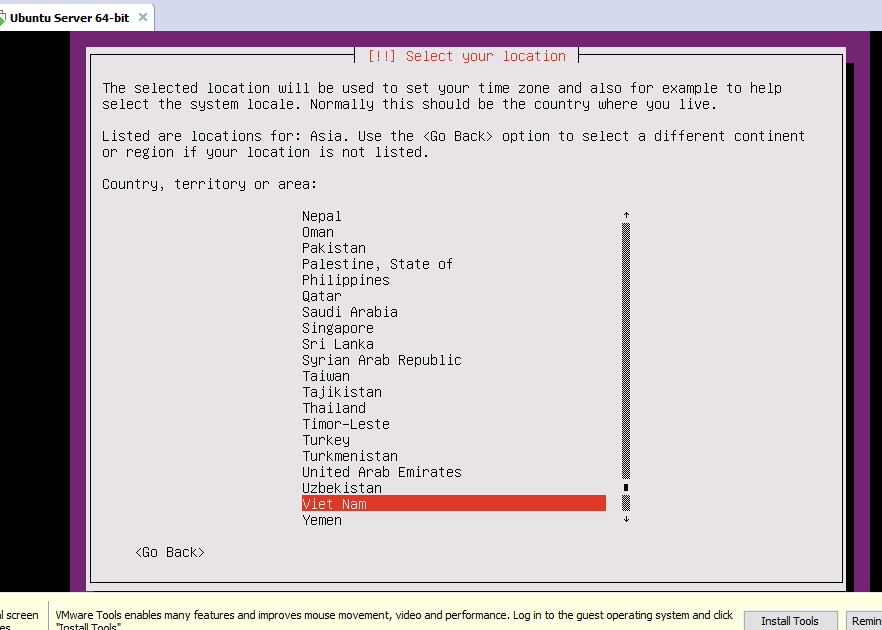 Ubuntu Server 64-bit ×
[!!] Select your location
The selected location will be used to set your time zone and also for example to help
select the system locale. Normally this should be the country where you live.
Listed are locations for: Asia. Use the <Go Back> option to select a different continent
or region if your location is not listed.
Country, territory or area:
Nepal
Oman
Pakistan
Palestine, State of
Philippines
Qatar
Saudi Arabia
Singapore
Sri Lanka
Syrian Arab Republic
Taiwan
Tajikistan
Thailand
Timor-Leste
Turkey
Turkmenistan
United Arab Emirates
Uzbekistan
Viet Nam
Yemen
<Go Back>
screen
VMware Tools enables many features and improves mouse movement, video and performance. Log in to the guest operating system and click
"Install Tools"
Install Tools